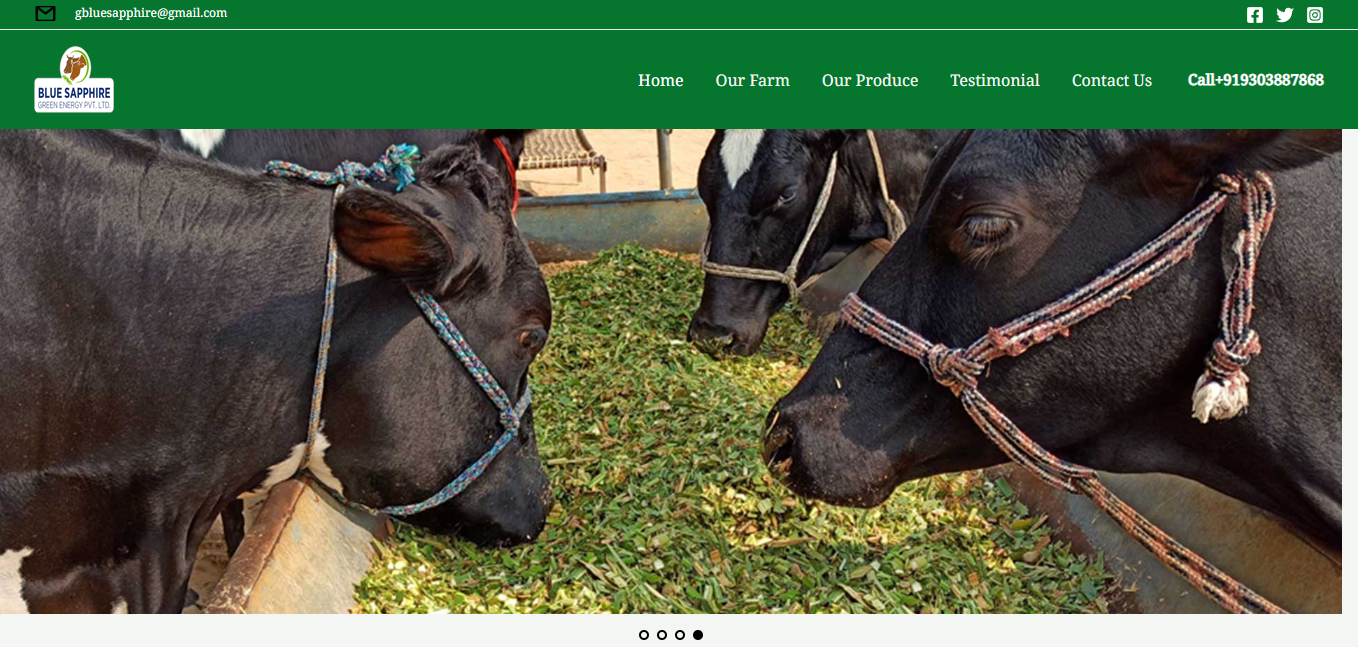 gbluesapphire@gmail.com
BLUE SAPPHIRE
GREEN ENERGY PVT. LTD.
Home Our Farm Our Produce Testimonial Contact Us Call+919303887868